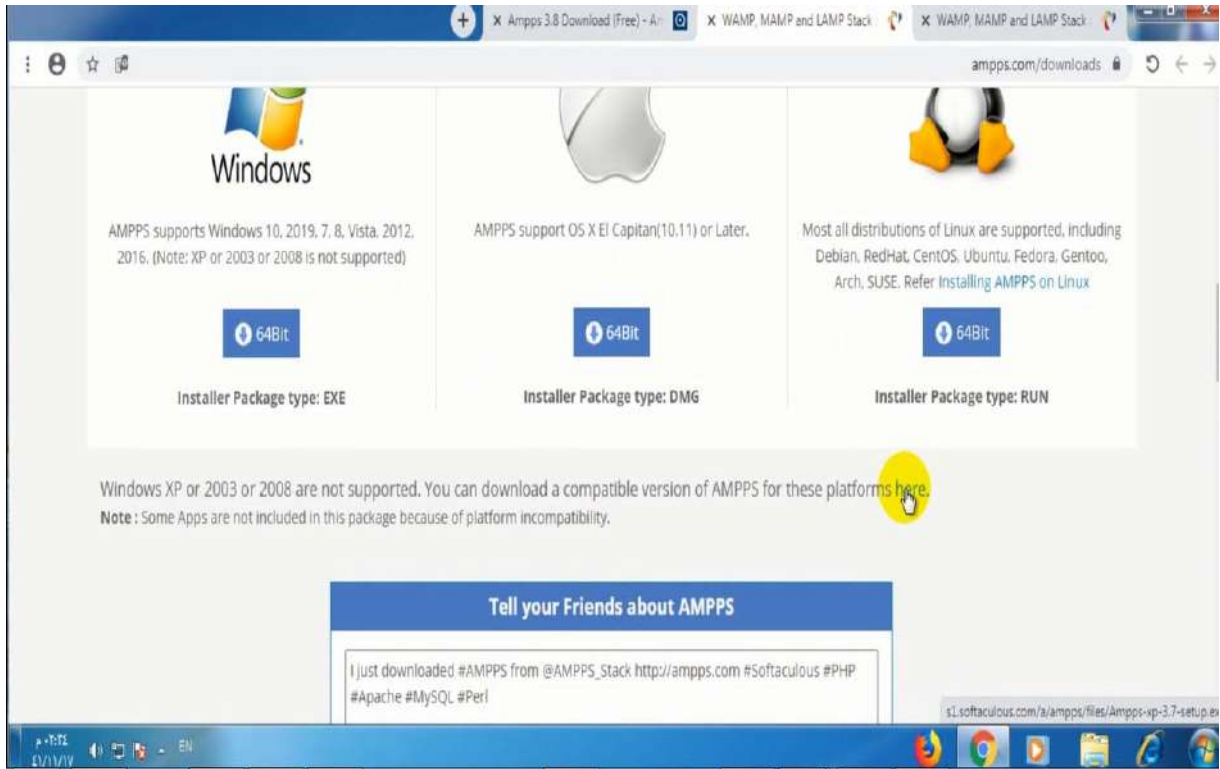 Ampps 3.8 Download (Free) - Am
WAMP, MAMP and LAMP Stack
WAMP, MAMP and LAMP Stack
ampps.com/downloads
Windows
AMPPS supports Windows 10, 2019, 7, 8, Vista, 2012,
2016. (Note: XP or 2003 or 2008 is not supported)
64Bit
Installer Package type: EXE
AMPPS support OS X El Capitan(10.11) or Later.
64Bit
Installer Package type: DMG
Most all distributions of Linux are supported, including
Debian, RedHat, CentOS, Ubuntu, Fedora, Gentoo,
Arch, SUSE. Refer Installing AMPPS on Linux
64Bit
Installer Package type: RUN
Windows XP or 2003 or 2008 are not supported. You can download a compatible version of AMPPS for these platforms here.
Note : Some Apps are not included in this package because of platform incompatibility.
Tell your Friends about AMPPS
I just downloaded #AMPPS from @AMPPS_Stack http://ampps.com #Softaculous #PHP
#Apache #MySQL #Perl
s1.softaculous.com/a/ampps/files/Ampps-xp-3.7-setup.ex
EN